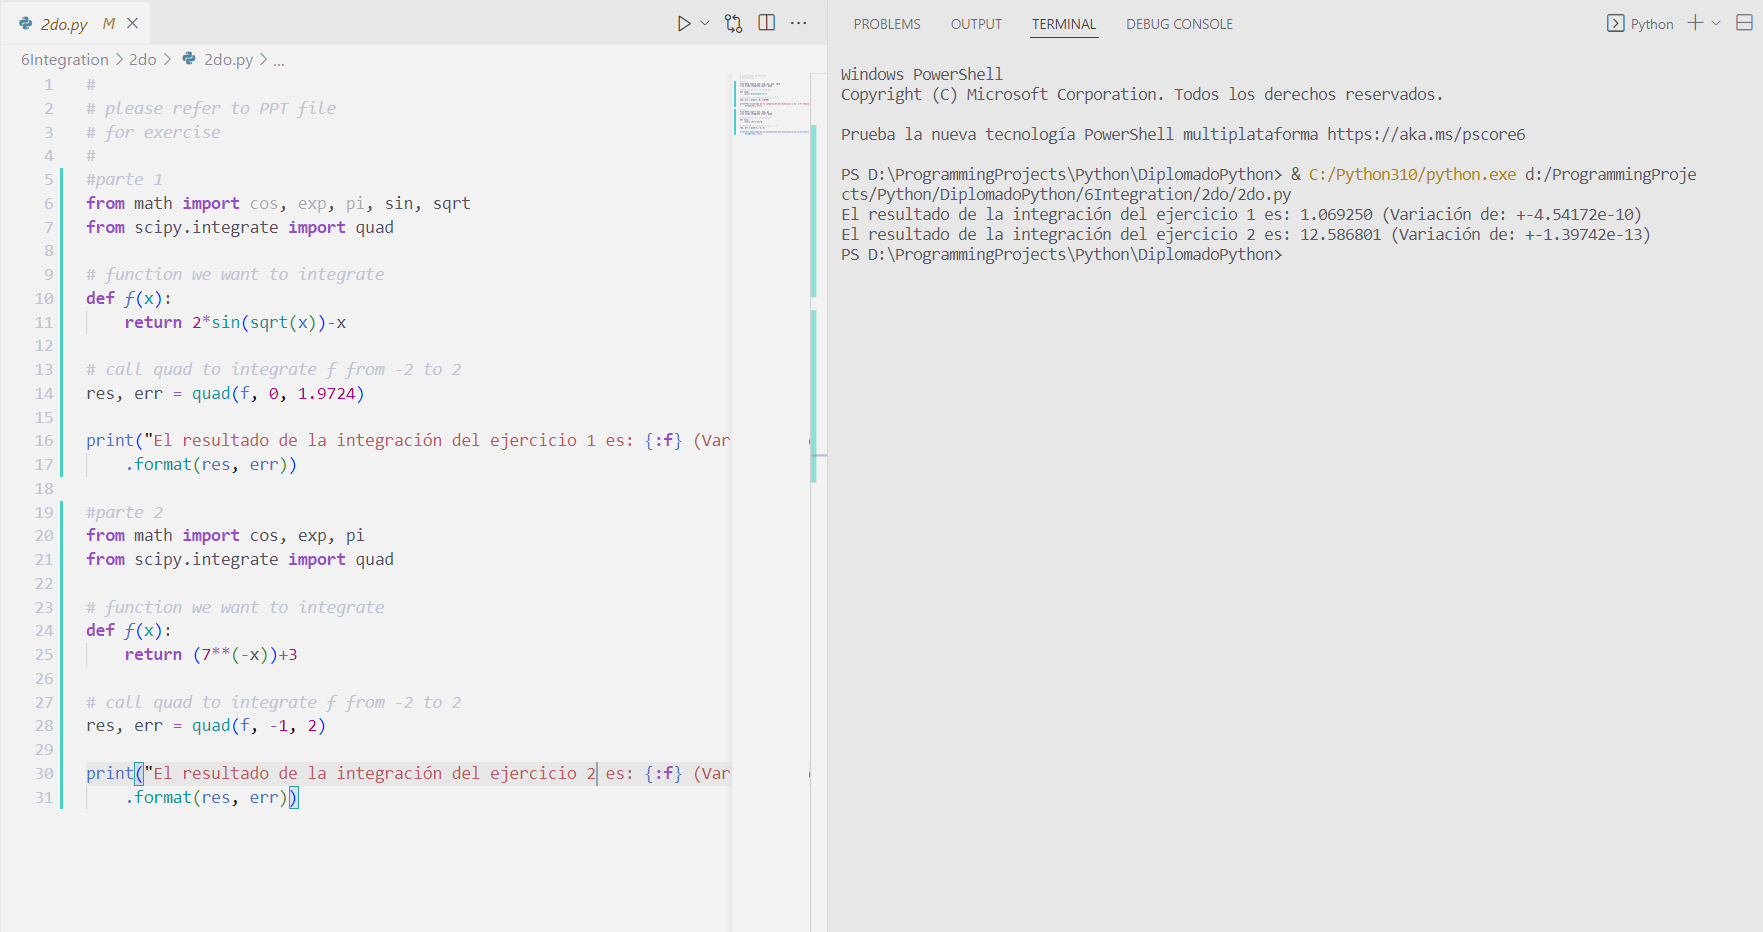 2do.py M
6Integration > 2do > 2do.py > ...
1 #
2 # please refer to PPT file
3 # for exercise
4 #
5 #parte 1
6 from math import cos, exp, pi, sin, sqrt
7 from scipy.integrate import quad
8
9 # function we want to integrate
10 def f(x):
11     return 2*sin(sqrt(x))-x
12
13 # call quad to integrate f from -2 to 2
14 res, err = quad(f, 0, 1.9724)
15
16 print("El resultado de la integración del ejercicio 1 es: {:f} (Var
17     .format(res, err))
18
19 #parte 2
20 from math import cos, exp, pi
21 from scipy.integrate import quad
22
23 # function we want to integrate
24 def f(x):
25     return (7**(-x))+3
26
27 # call quad to integrate f from -2 to 2
28 res, err = quad(f, -1, 2)
29
30 print("El resultado de la integración del ejercicio 2 es: {:f} (Var
31     .format(res, err))
PROBLEMS OUTPUT TERMINAL DEBUG CONSOLE Python
Windows PowerShell
Copyright (C) Microsoft Corporation. Todos los derechos reservados.
Prueba la nueva tecnología PowerShell multiplataforma https://aka.ms/pscore6
PS D:\ProgrammingProjects\Python\DiplomadoPython> & C:/Python310/python.exe d:/ProgrammingProje
cts/Python/DiplomadoPython/6Integration/2do/2do.py
El resultado de la integración del ejercicio 1 es: 1.069250 (Variación de: +-4.54172e-10)
El resultado de la integración del ejercicio 2 es: 12.586801 (Variación de: +-1.39742e-13)
PS D:\ProgrammingProjects\Python\DiplomadoPython>